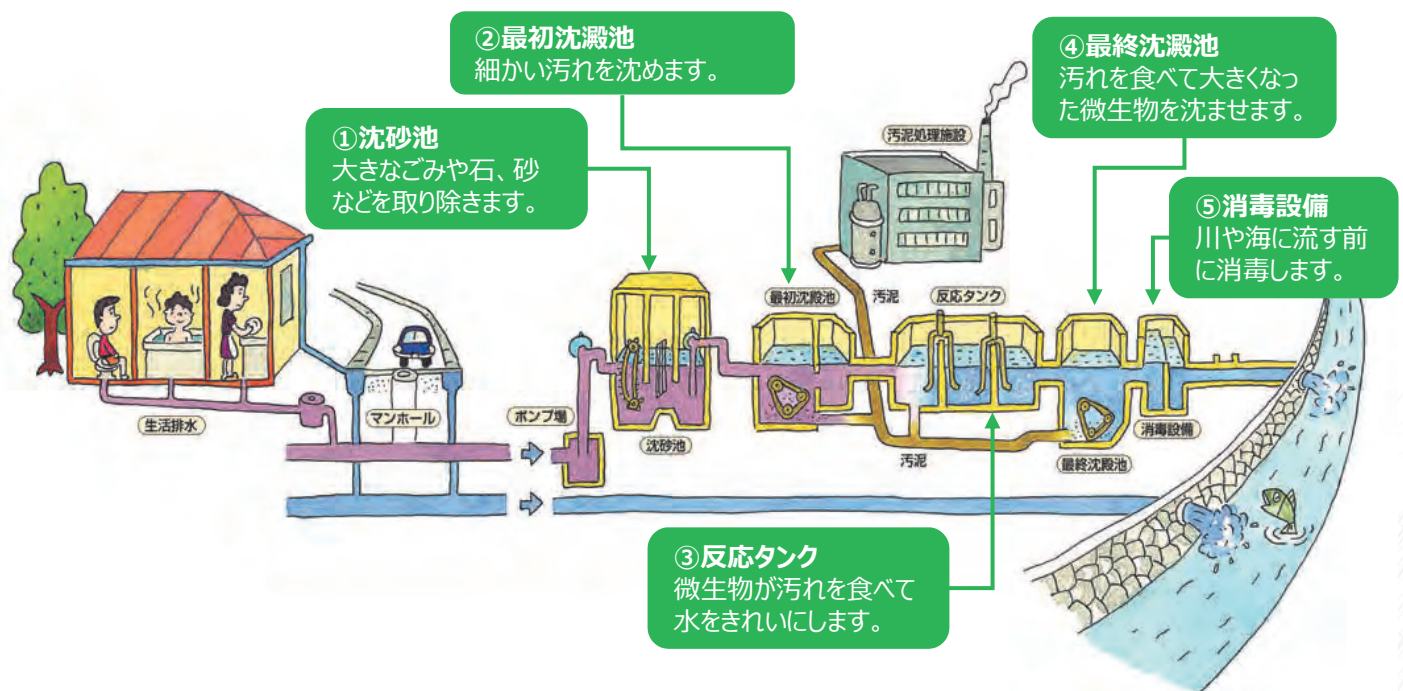 ②最初沈澱池
細かい汚れを沈めます。
④最終沈澱池
汚れを食べて大きくなっ
た微生物を沈ませます。
①沈砂池
大きなごみや石、砂
などを取り除きます。
汚泥処理施設
⑤消毒設備
川や海に流す前
に消毒します。
最初沈殿池
汚泥
反応タンク
生活排水
マンホール
ポンプ場
沈砂池
汚泥
最終沈殿池
消毒設備
③反応タンク
微生物が汚れを食べて
水をきれいにします。